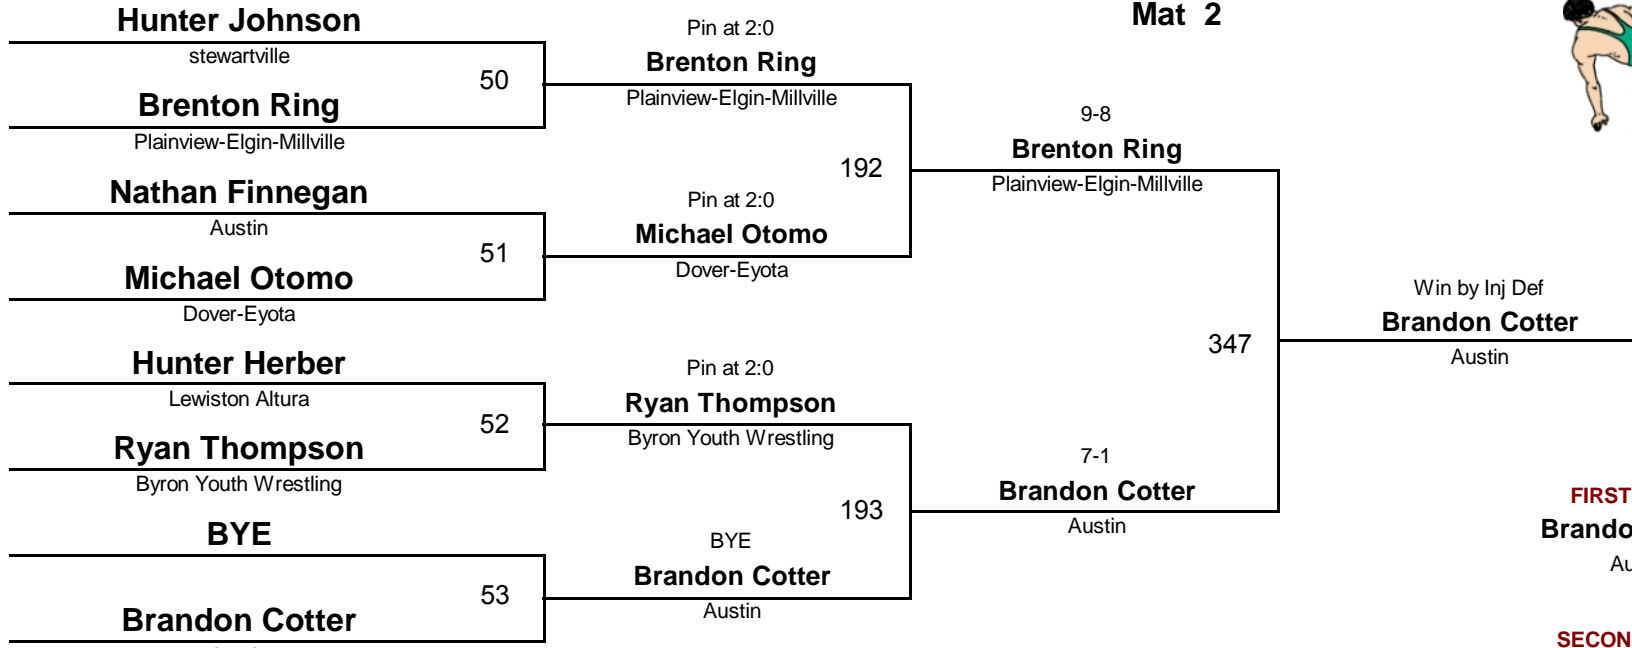 Mat 2
Hunter Johnson
stewartville
50
Brenton Ring
Plainview-Elgin-Millville
Nathan Finnegan
Austin
51
Michael Otomo
Dover-Eyota
Hunter Herber
Lewiston Altura
52
Ryan Thompson
Byron Youth Wrestling
BYE
53
Brandon Cotter
Pin at 2:0
Brenton Ring
Plainview-Elgin-Millville
192
Pin at 2:0
Michael Otomo
Dover-Eyota
Pin at 2:0
Ryan Thompson
Byron Youth Wrestling
193
BYE
Brandon Cotter
Austin
9-8
Brenton Ring
Plainview-Elgin-Millville
347
7-1
Brandon Cotter
Austin
Win by Inj Def
Brandon Cotter
Austin
FIRST
Brando
Au
SECON